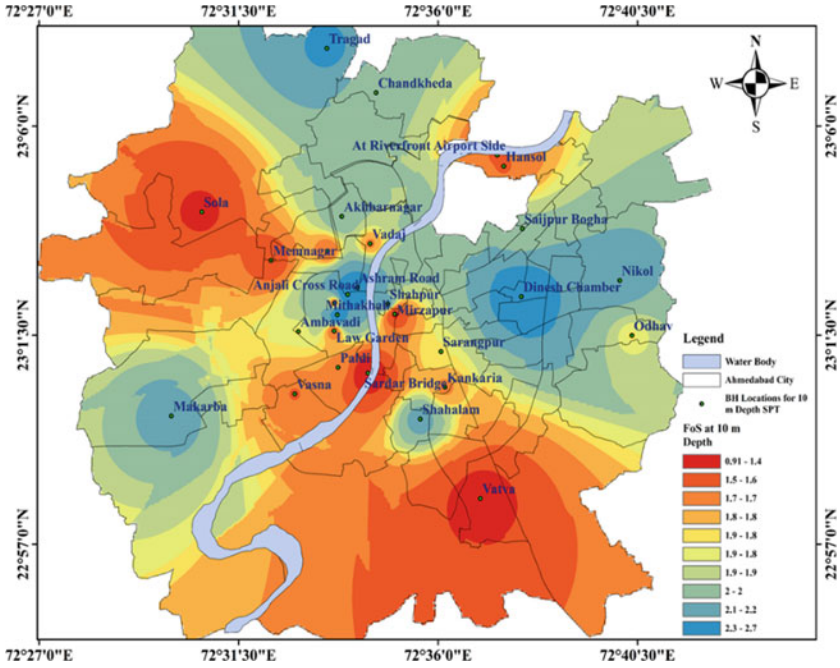 72°27'0"E 72°31'30"E 72°36'0"E 72°40'30"E
Tragad
N
W E
S
Chandkheda
23°6'0"N
23°6'0"N
At Riverfront Airport Side
Hansol
Sola
Akhbarnagar
Saijpur Bogha
Vadaj
Memnagar
Anjali Cross Road
Ashram Road
Nikol
Dinesh Chamber
Mithakhali
Shahpur
Mirzapur
Ambavadi
Law Garden
Odhav
23°1'30"N
23°1'30"N
Sarangpur
Paldi
Sardar Bridge
Kankaria
Vasna
Makarba
Shahalam
Vatva
22°57'0"N
22°57'0"N
Legend
Water Body
Ahmedabad City
BH Locations for 10
m Depth SPT
FoS at 10 m
Depth
0.91 - 1.4
1.5 - 1.6
1.7 - 1.7
1.8 - 1.8
1.9 - 1.8
1.9 - 1.8
1.9 - 1.9
2 - 2
2.1 - 2.2
2.3 - 2.7
72°27'0"E 72°31'30"E 72°36'0"E 72°40'30"E